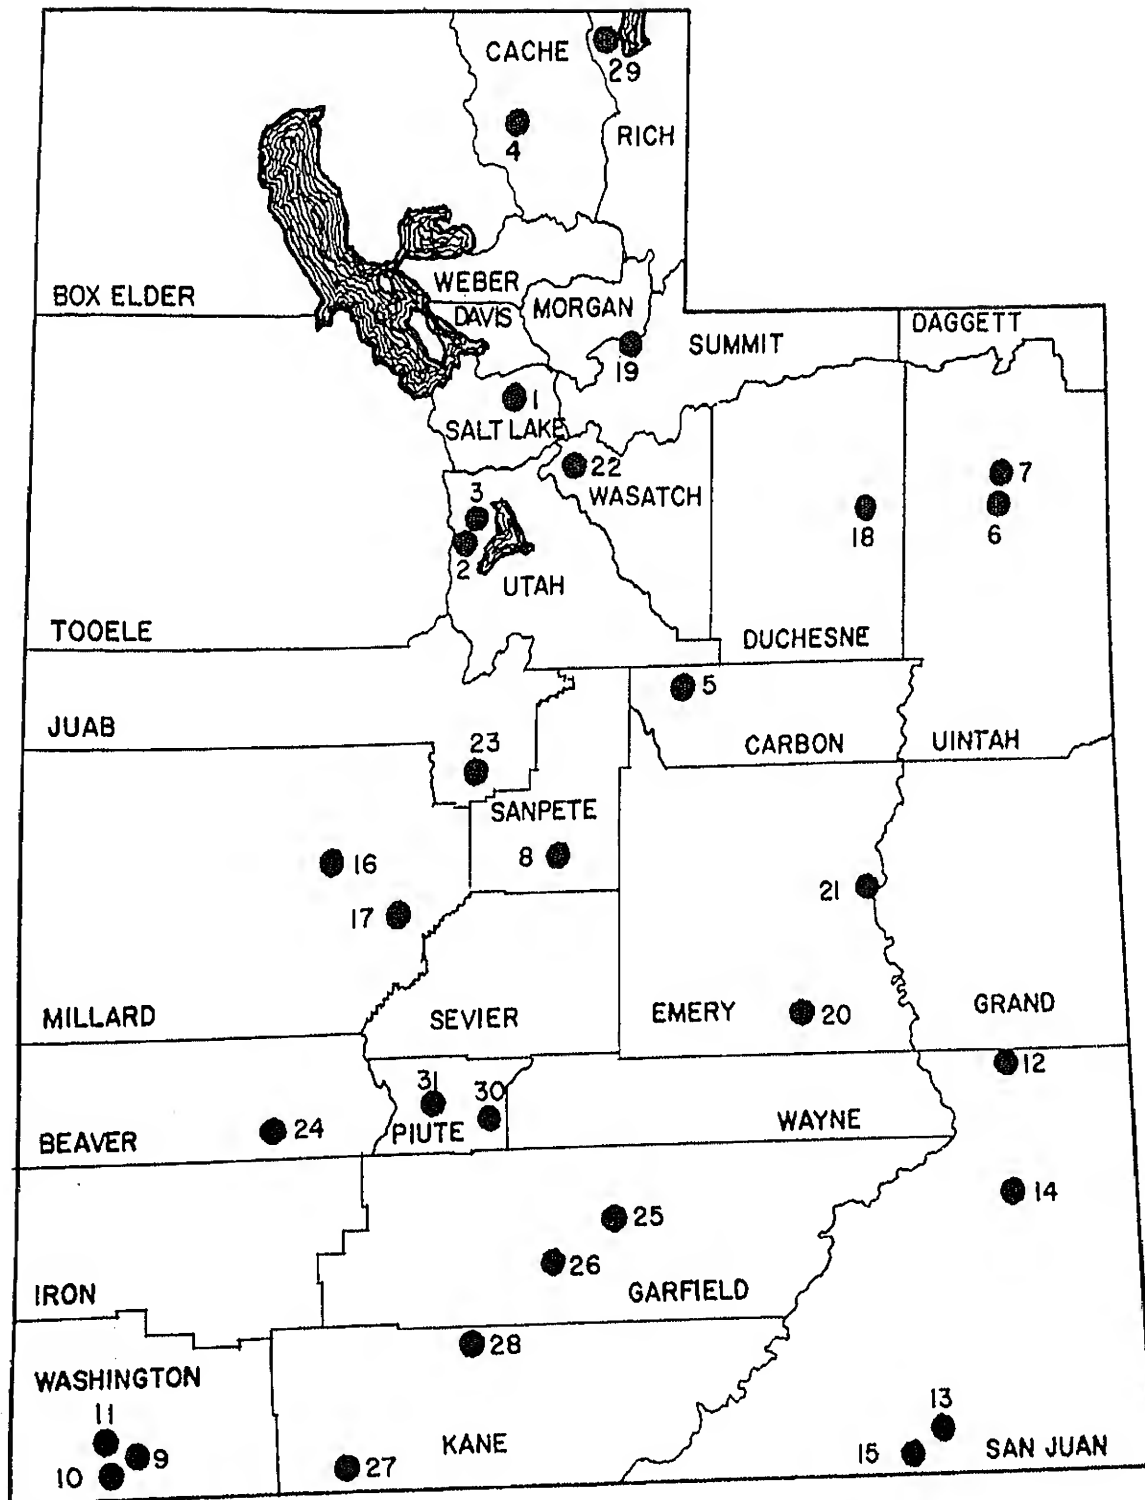 CACHE
29
4
RICH
WEBER
BOX ELDER
MORGAN
DAVIS
DAGGETT
SUMMIT
19
1
SALT LAKE
22
7
3
WASATCH
18
6
2
UTAH
TOOELE
DUCHESNE
5
JUAB
23
CARBON
UINTAH
SANPETE
16
8
21
17
MILLARD
SEVIER
EMERY
20
GRAND
12
31
30
BEAVER
24
PIUTE
WAYNE
14
25
26
IRON
GARFIELD
28
WASHINGTON
11
13
9
KANE
15
SAN JUAN
10
27